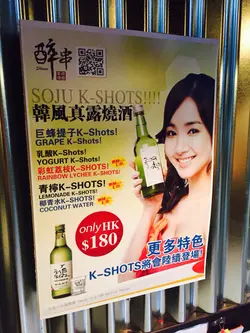 醉串
SOJU K-SHOTS!!!!
韓風真露燒酒
巨蜂提子K-Shots!
GRAPE K-Shots!
乳酸K-SHOTS!
YOGURT K-SHOTS!
彩虹荔枝K-SHOTS!
RAINBOW LYCHEE K-SHOTS!
青檸K-SHOTS!
LEMONADE K-SHOTS!
椰青水K-SHOTS!
COCONUT WATER
onlyHK
$180
更多特色
K-SHOTS將會陸續登場!